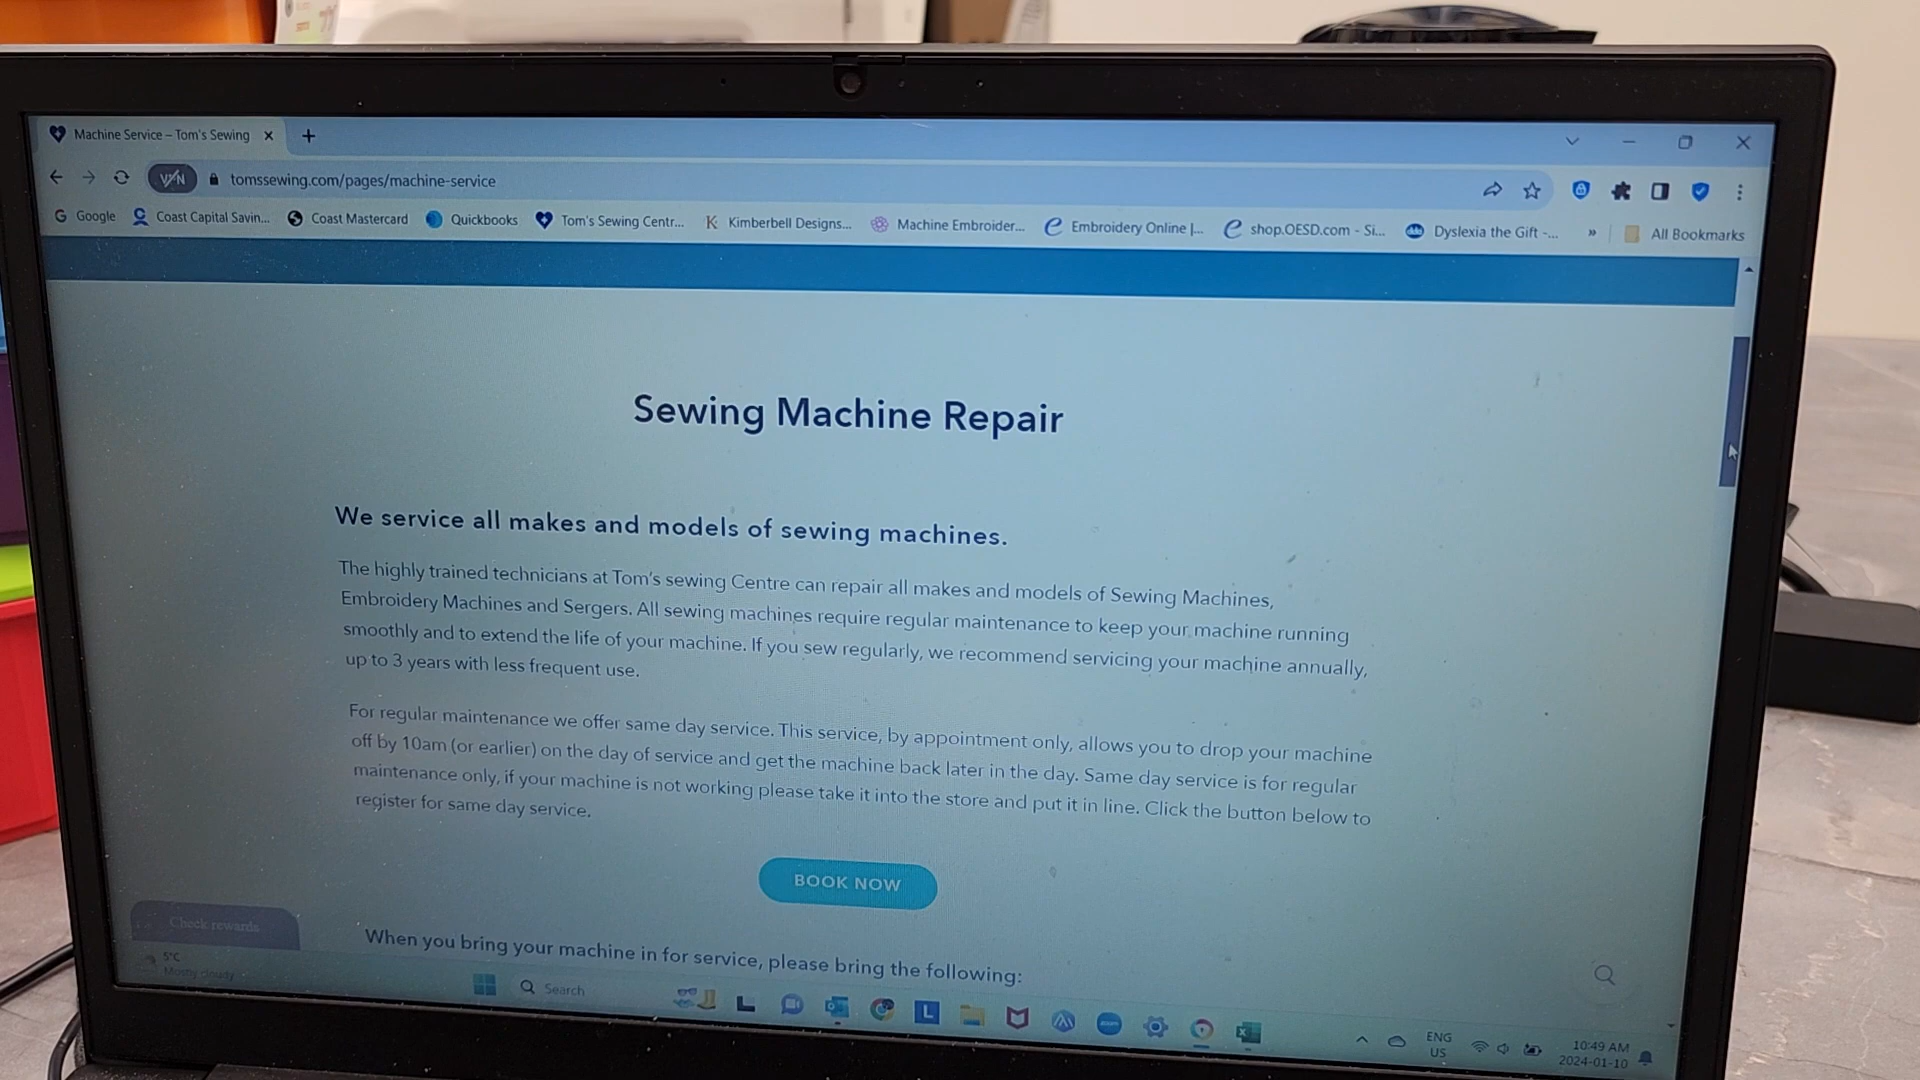 Machine Service – Tom's Sewing
VPN
tomssewing.com/pages/machine-service
Google
Coast Capital Savin...
Coast Mastercard
Quickbooks
Tom's Sewing Centr...
Kimberbell Designs...
Machine Embroider...
Embroidery Online |...
shop.OESD.com - Si...
Dyslexia the Gift -...
All Bookmarks
Sewing Machine Repair
We service all makes and models of sewing machines.
The highly trained technicians at Tom's sewing Centre can repair all makes and models of Sewing Machines,
Embroidery Machines and Sergers. All sewing machines require regular maintenance to keep your machine running
smoothly and to extend the life of your machine. If you sew regularly, we recommend servicing your machine annually,
up to 3 years with less frequent use.
For regular maintenance we offer same day service. This service, by appointment only, allows you to drop your machine
off by 10am (or earlier) on the day of service and get the machine back later in the day. Same day service is for regular
maintenance only, if your machine is not working please take it into the store and put it in line. Click the button below to
register for same day service.
BOOK NOW
Check rewards
When you bring your machine in for service, please bring the following:
5°C
Mostly cloudy
Search
ENG
US
10:49 AM
2024-01-10